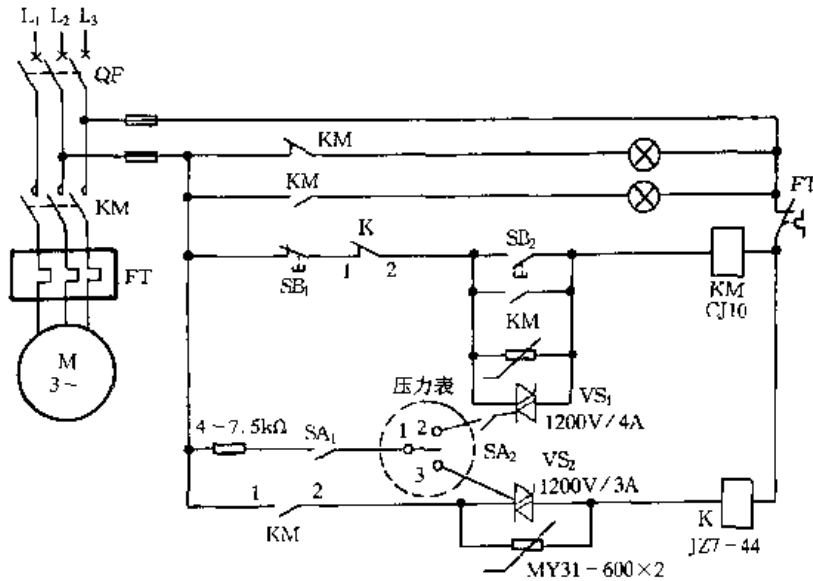 L₁ L₂ L₃
QF
KM
KM
KM
FT
K
SB₂
SB₁
1
2
KM
CJ10
FT
KM
M
3~
压力表
VS₁
1200V/4A
4~7.5kΩ
SA₁
1
2
3
SA₂
VS₂
1200V/3A
1
2
KM
K
JZ7-44
MY31-600×2